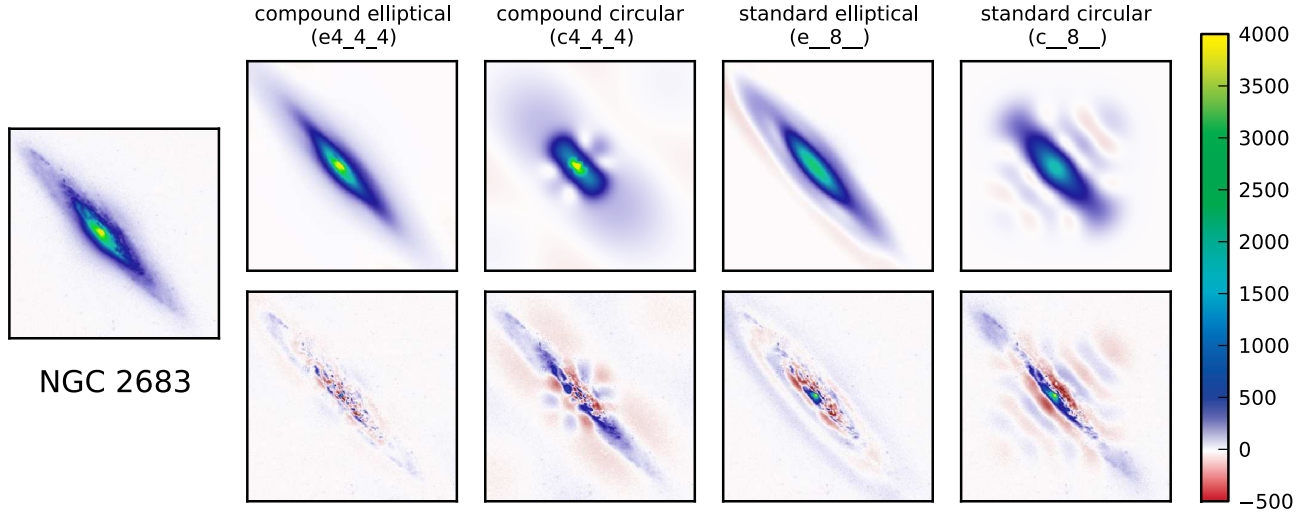 compound elliptical
(e4_4_4)
compound circular
(c4_4_4)
standard elliptical
(e__8__)
standard circular
(c__8__)
NGC 2683
4000
3500
3000
2500
2000
1500
1000
500
0
−500